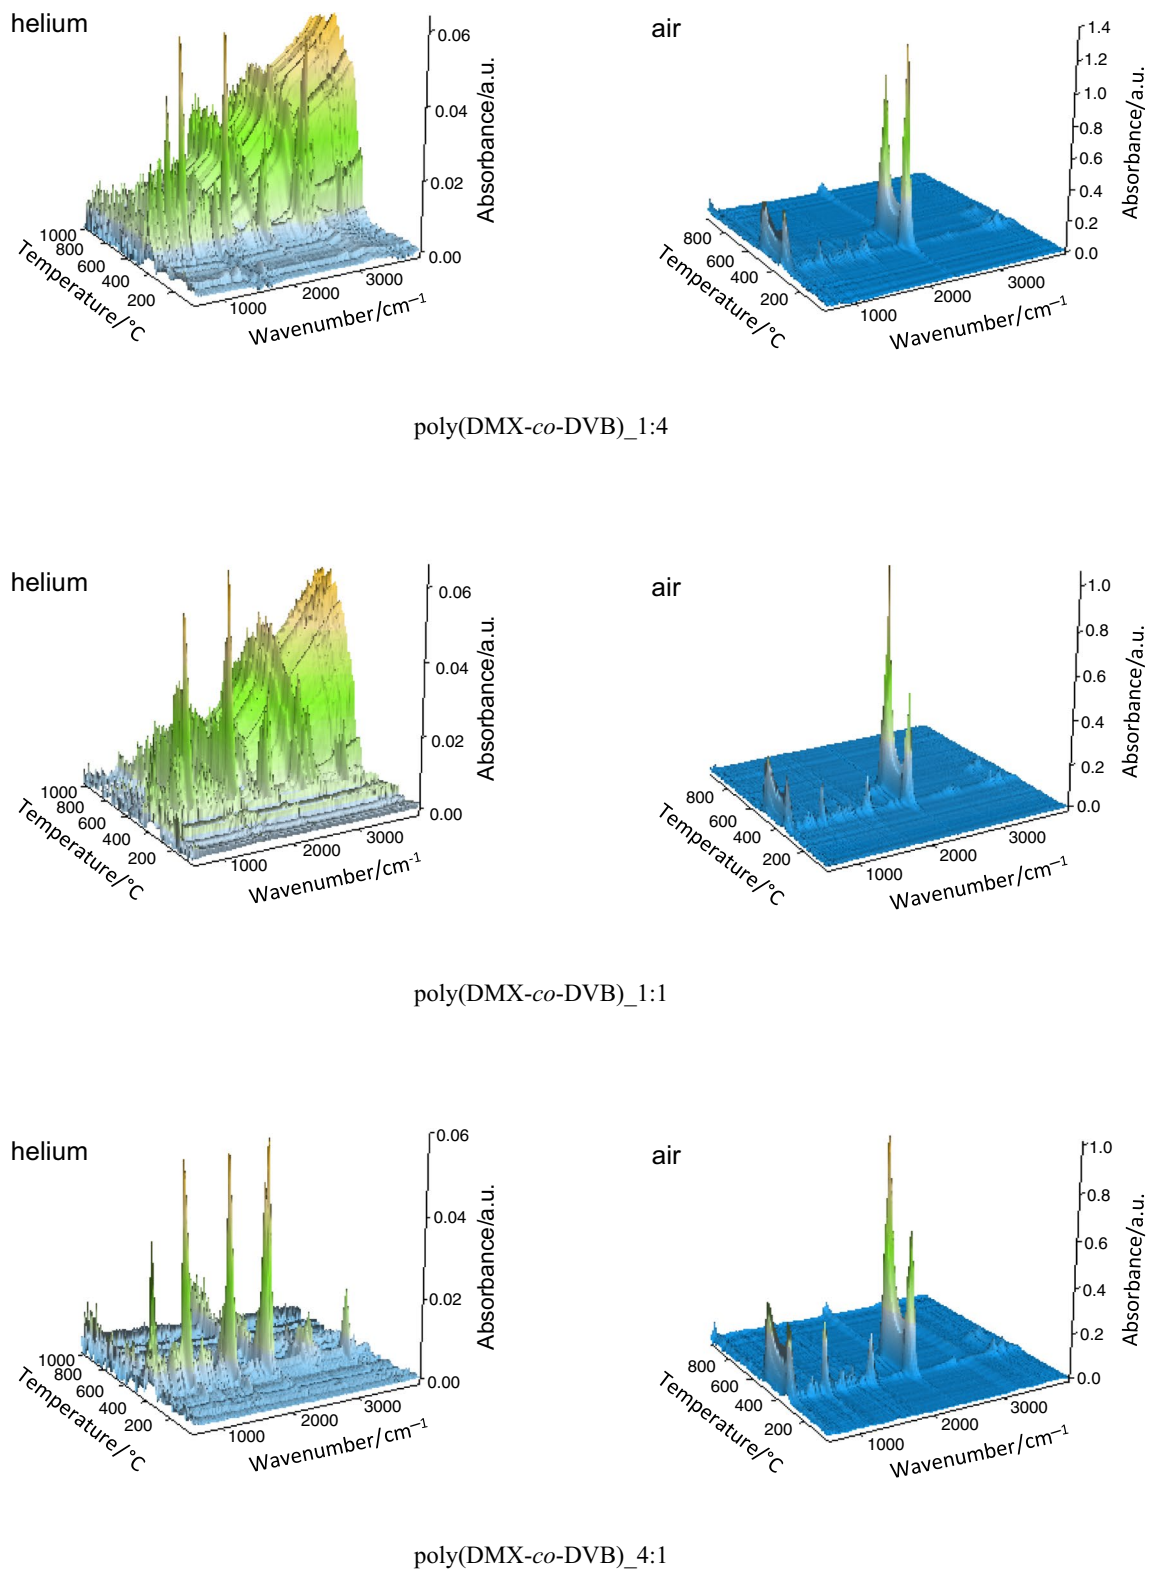 helium
0.06
0.04
0.02
0.00
Absorbance/a.u.
1000
800
600
400
200
Temperature/°C
1000
2000
3000
Wavenumber/cm⁻¹
air
1.4
1.2
1.0
0.8
0.6
0.4
0.2
0.0
Absorbance/a.u.
800
600
400
200
Temperature/°C
1000
2000
3000
Wavenumber/cm⁻¹
poly(DMX-co-DVB)_1:4
helium
0.06
0.04
0.02
0.00
Absorbance/a.u.
1000
800
600
400
200
Temperature/°C
1000
2000
3000
Wavenumber/cm⁻¹
air
1.0
0.8
0.6
0.4
0.2
0.0
Absorbance/a.u.
800
600
400
200
Temperature/°C
1000
2000
3000
Wavenumber/cm⁻¹
poly(DMX-co-DVB)_1:1
helium
0.06
0.04
0.02
0.00
Absorbance/a.u.
1000
800
600
400
200
Temperature/°C
1000
2000
3000
Wavenumber/cm⁻¹
air
1.0
0.8
0.6
0.4
0.2
0.0
Absorbance/a.u.
800
600
400
200
Temperature/°C
1000
2000
3000
Wavenumber/cm⁻¹
poly(DMX-co-DVB)_4:1